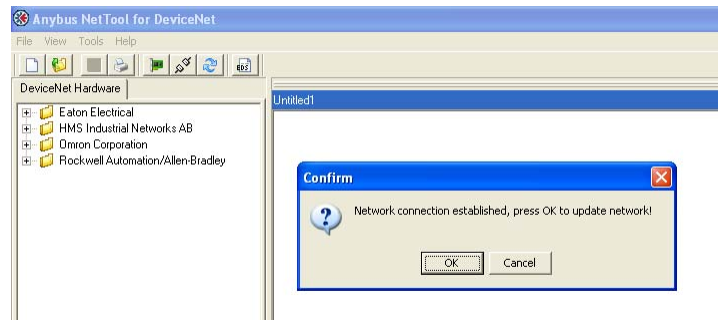 Anybus NetTool for DeviceNet
File View Tools Help
EDS
DeviceNet Hardware
Untitled1
Eaton Electrical
HMS Industrial Networks AB
Omron Corporation
Rockwell Automation/Allen-Bradley
Confirm
Network connection established, press OK to update network!
OK Cancel